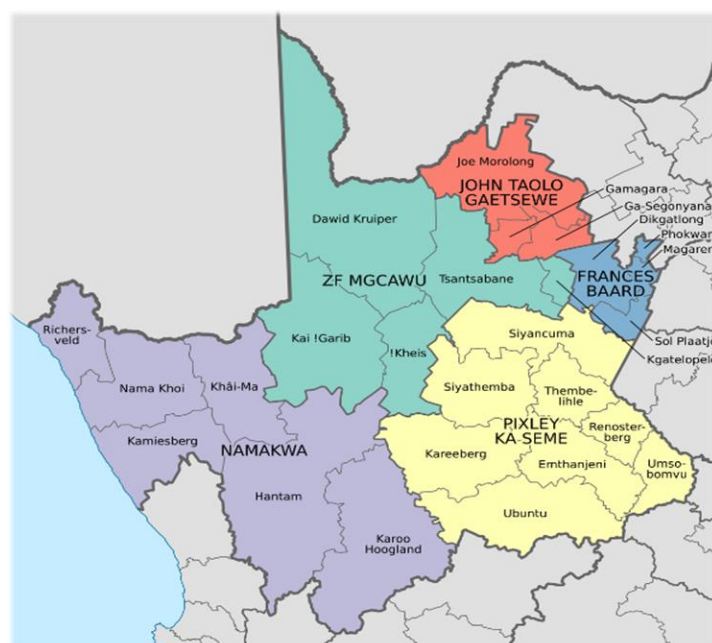 Joe Morolong
JOHN TAOLO
GAETSEWE
Gamagara
Ga-Segonyana
Dikgatlong
Phokwan
Magaren
Dawid Kruiper
ZF MGCAWU
Tsantsabane
FRANCES
BAARD
Richers-
veld
Kai !Garib
!Kheis
Siyancuma
Sol Plaatje
Kgatelopele
Nama Khoi
Khâi-Ma
Siyathemba
Thembe-
lihle
Kamiesberg
NAMAKWA
PIXLEY
KA-SEME
Renoster-
berg
Kareeberg
Emthanjeni
Umso-
bomvu
Hantam
Ubuntu
Karoo
Hoogland